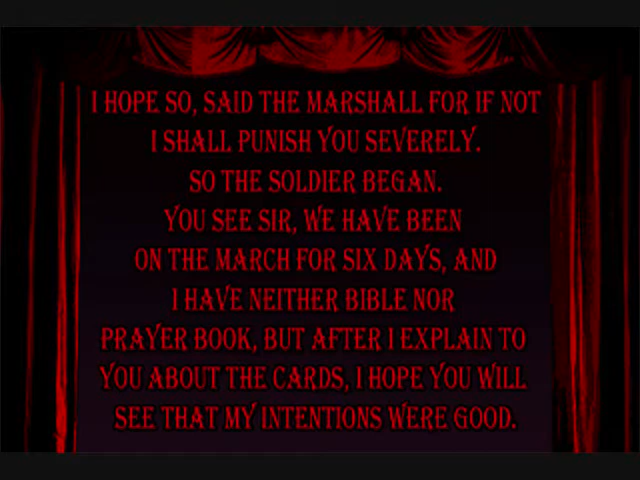 I HOPE SO, SAID THE MARSHALL FOR IF NOT
I SHALL PUNISH YOU SEVERELY.
SO THE SOLDIER BEGAN.
YOU SEE SIR, WE HAVE BEEN
ON THE MARCH FOR SIX DAYS, AND
I HAVE NEITHER BIBLE NOR
PRAYER BOOK, BUT AFTER I EXPLAIN TO
YOU ABOUT THE CARDS, I HOPE YOU WILL
SEE THAT MY INTENTIONS WERE GOOD.